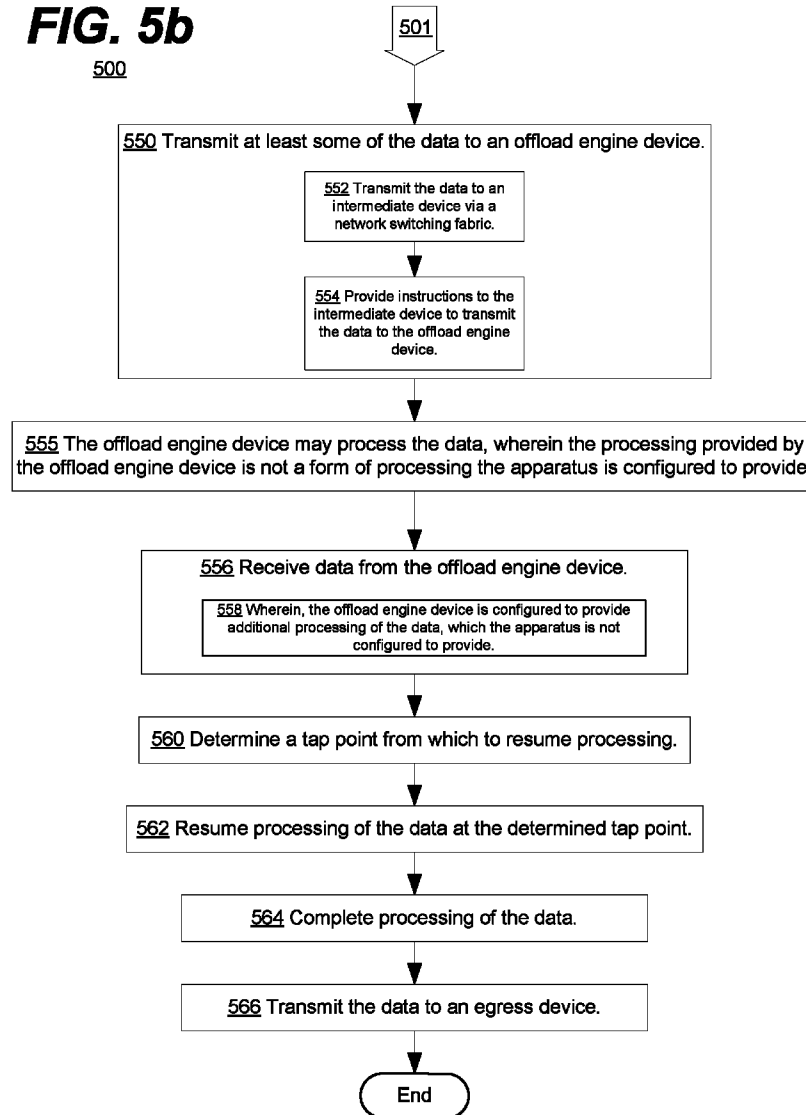 FIG. 5b
500
501
550 Transmit at least some of the data to an offload engine device.
552 Transmit the data to an
intermediate device via a
network switching fabric.
554 Provide instructions to the
intermediate device to transmit
the data to the offload engine
device.
555 The offload engine device may process the data, wherein the processing provided by
the offload engine device is not a form of processing the apparatus is configured to provide
556 Receive data from the offload engine device.
558 Wherein, the offload engine device is configured to provide
additional processing of the data, which the apparatus is not
configured to provide.
560 Determine a tap point from which to resume processing.
562 Resume processing of the data at the determined tap point.
564 Complete processing of the data.
566 Transmit the data to an egress device.
End